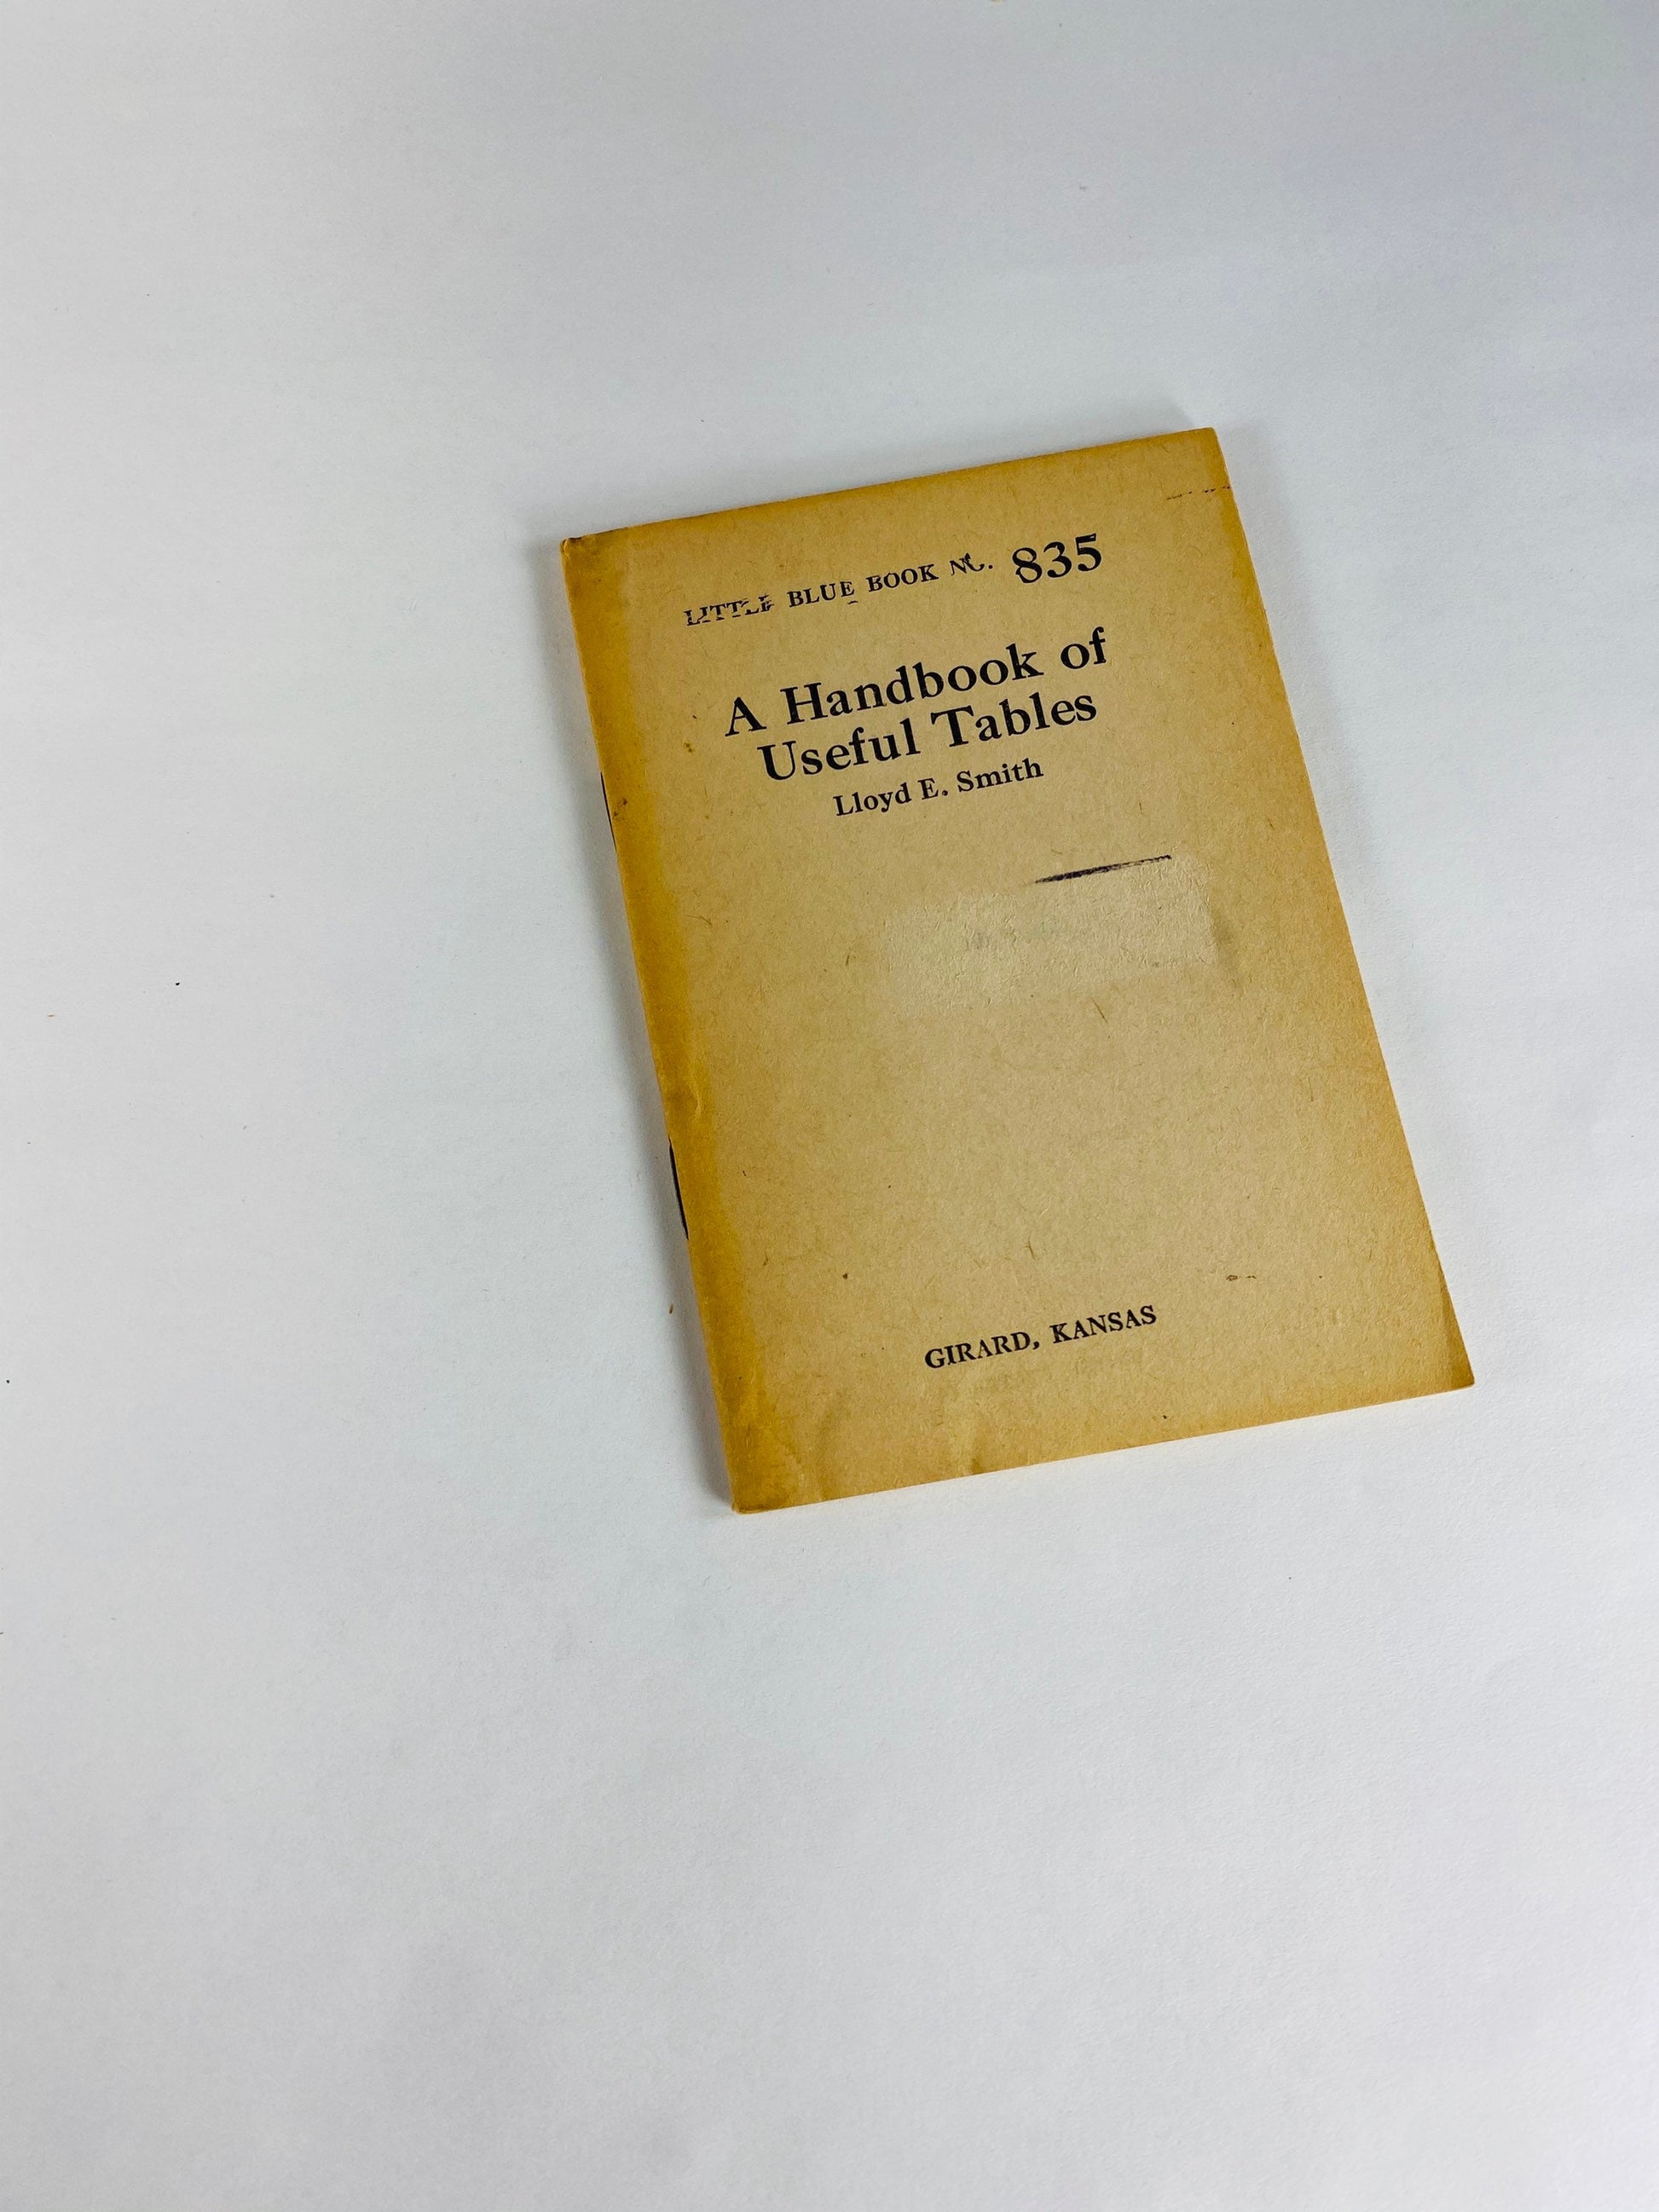 LITTLE BLUE BOOK NO. 835
A Handbook of
Useful Tables
Lloyd E. Smith
GIRARD, KANSAS